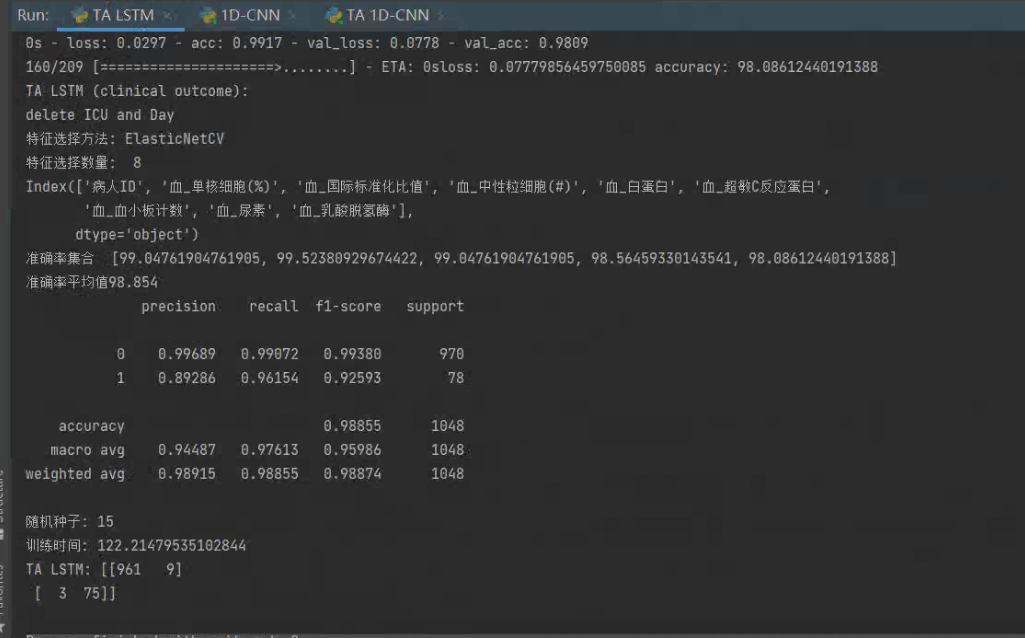 Run: TA LSTM × 1D-CNN × TA 1D-CNN ×
0s - loss: 0.0297 - acc: 0.9917 - val_loss: 0.0778 - val_acc: 0.9809
160/209 [=====================>........] - ETA: 0sloss: 0.07779856459750085 accuracy: 98.08612440191388
TA LSTM (clinical outcome):
delete ICU and Day
特征选择方法: ElasticNetCV
特征选择数量: 8
Index(['病人ID', '血_单核细胞(%)', '血_国际标准化比值', '血_中性粒细胞(#)', '血_白蛋白', '血_超敏C反应蛋白',
'血_血小板计数', '血_尿素', '血_乳酸脱氢酶'],
dtype='object')
准确率集合 [99.04761904761905, 99.52380929674422, 99.04761904761905, 98.56459330143541, 98.08612440191388]
准确率平均值98.854
precision recall f1-score support
0 0.99689 0.99072 0.99380 970
1 0.89286 0.96154 0.92593 78
accuracy 0.98855 1048
macro avg 0.94487 0.97613 0.95986 1048
weighted avg 0.98915 0.98855 0.98874 1048
随机种子: 15
训练时间: 122.21479535102844
TA LSTM: [[961 9]
[ 3 75]]